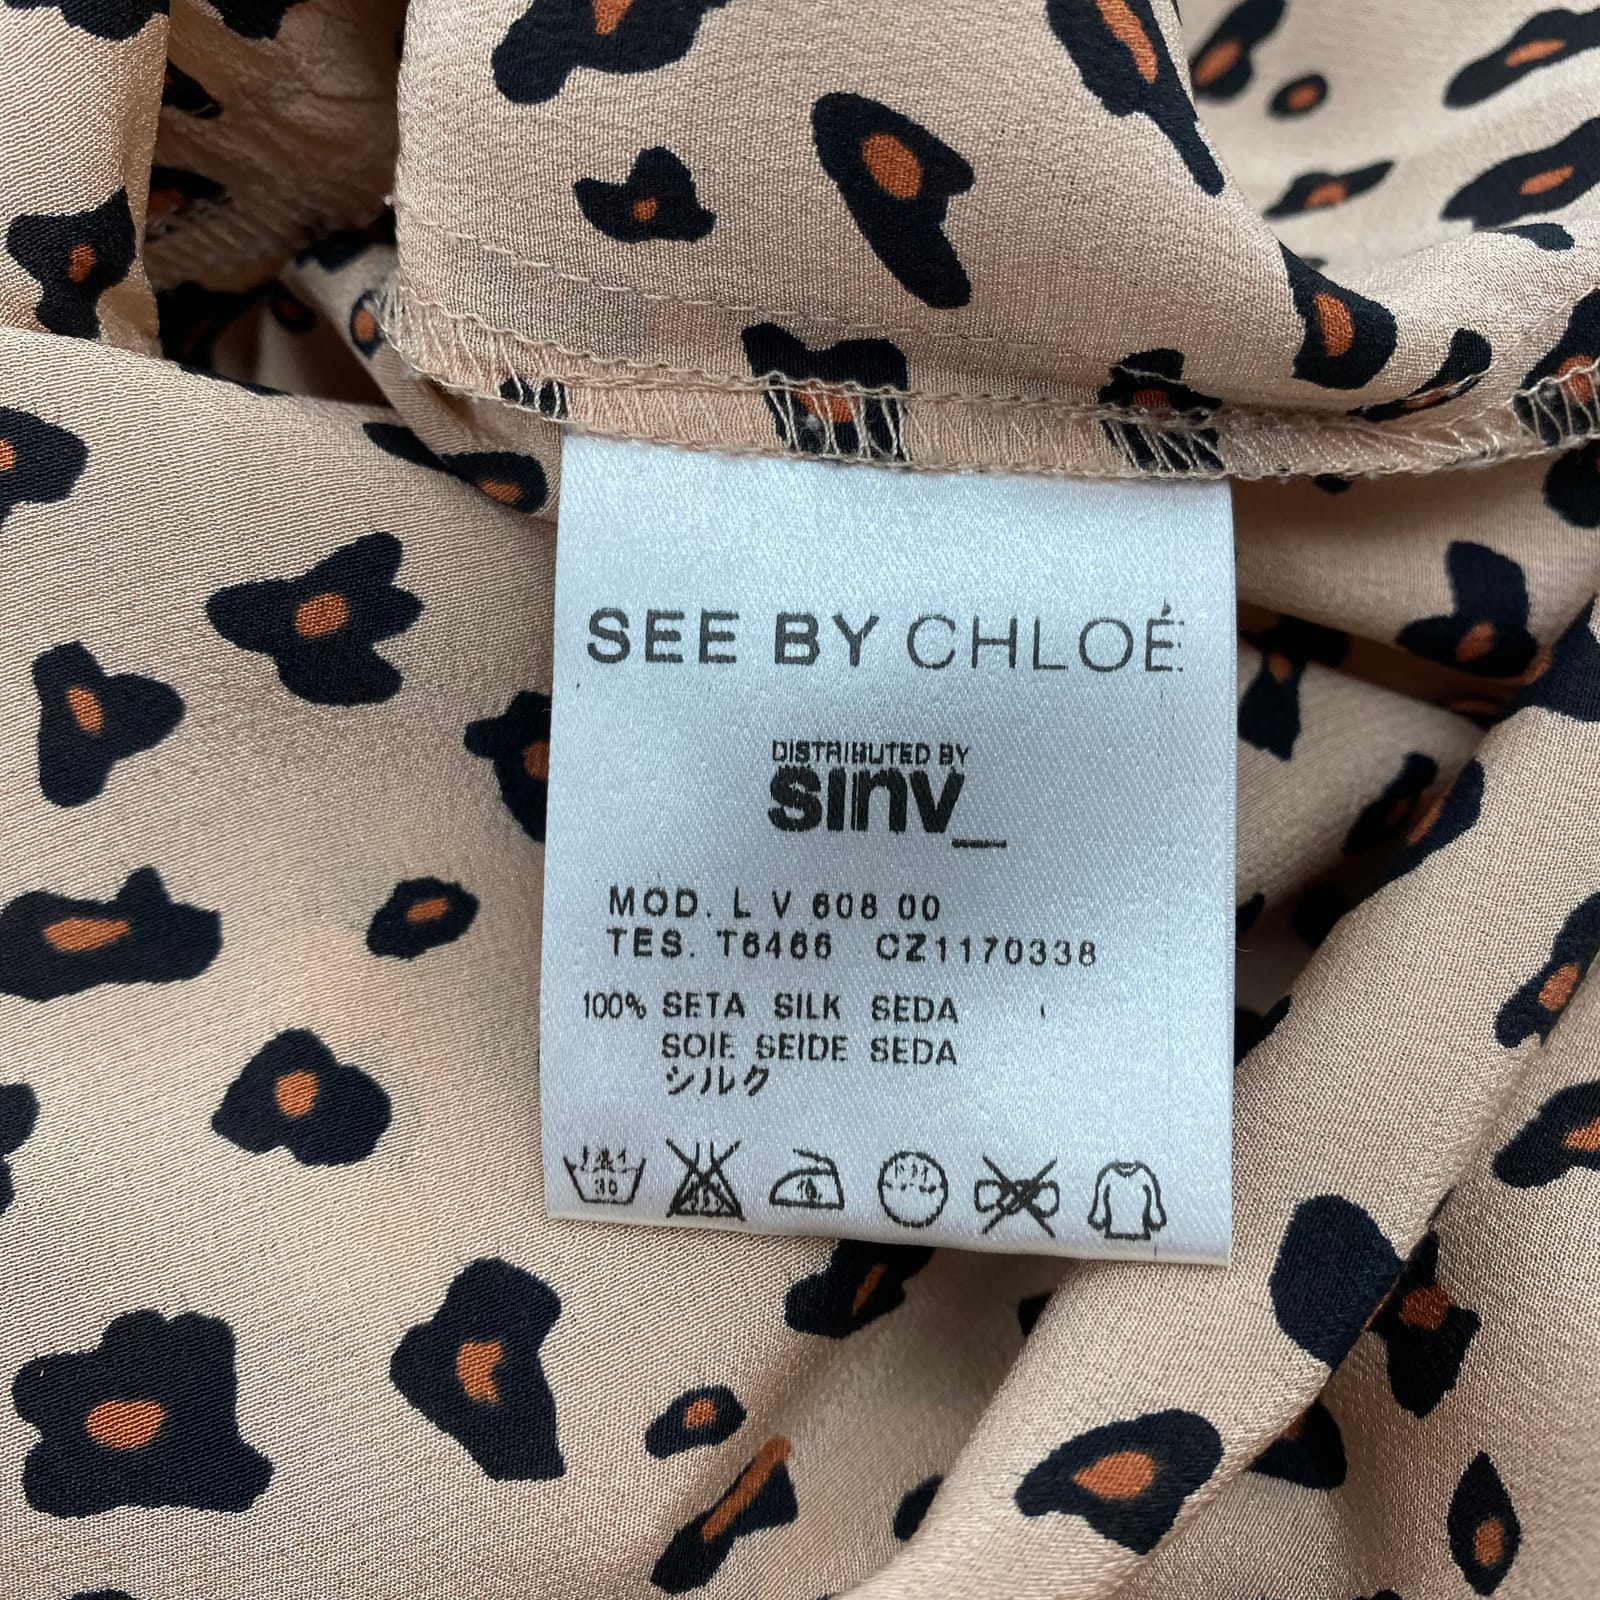 SEE BY CHLOÉ
DISTRIBUTED BY
sinv_
MOD. L V 608 00
TES. T6466 CZ1170338
100% SETA SILK SEDA
SOIE SEIDE SEDA
シルク